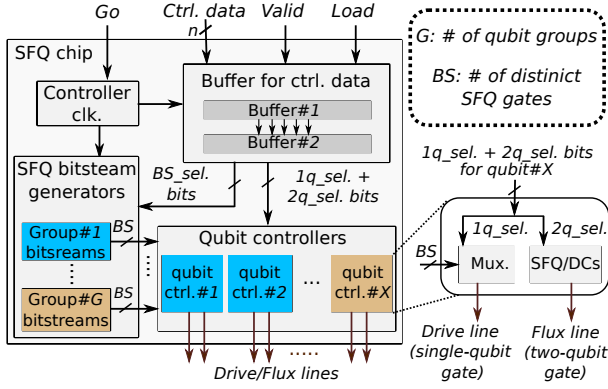 Go
Ctrl. data
Valid
Load
n
SFQ chip
Controller
clk.
Buffer for ctrl. data
Buffer#1
Buffer#2
G: # of qubit groups
BS: # of distinct
SFQ gates
SFQ bitsteam
generators
BS_sel.
bits
1q_sel. +
2q_sel. bits
1q_sel. + 2q_sel. bits
for qubit#X
Group#1
bitsreams
BS
Group#G
bitstreams
BS
Qubit controllers
qubit
ctrl.#1
qubit
ctrl.#2
...
qubit
ctrl.#X
1q_sel.
2q_sel.
BS
Mux.
SFQ/DCs
Drive/Flux lines
Drive line
(single-qubit
gate)
Flux line
(two-qubit
gate)